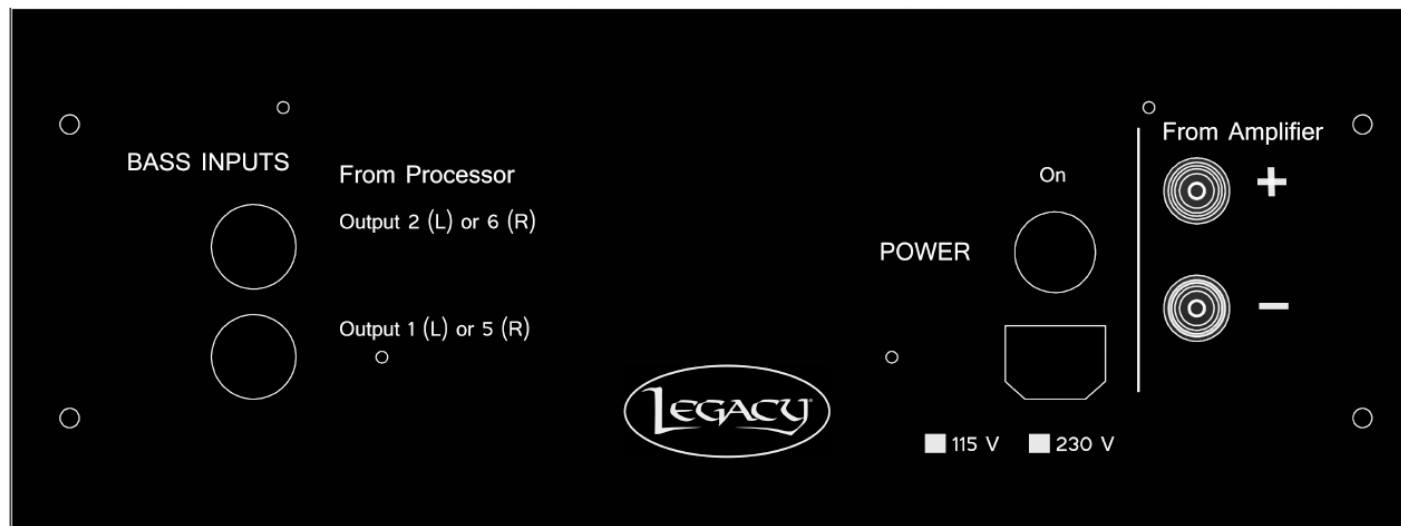 BASS INPUTS
From Processor
Output 2 (L) or 6 (R)
Output 1 (L) or 5 (R)
LEGACY
On
POWER
115 V
230 V
From Amplifier
+
−